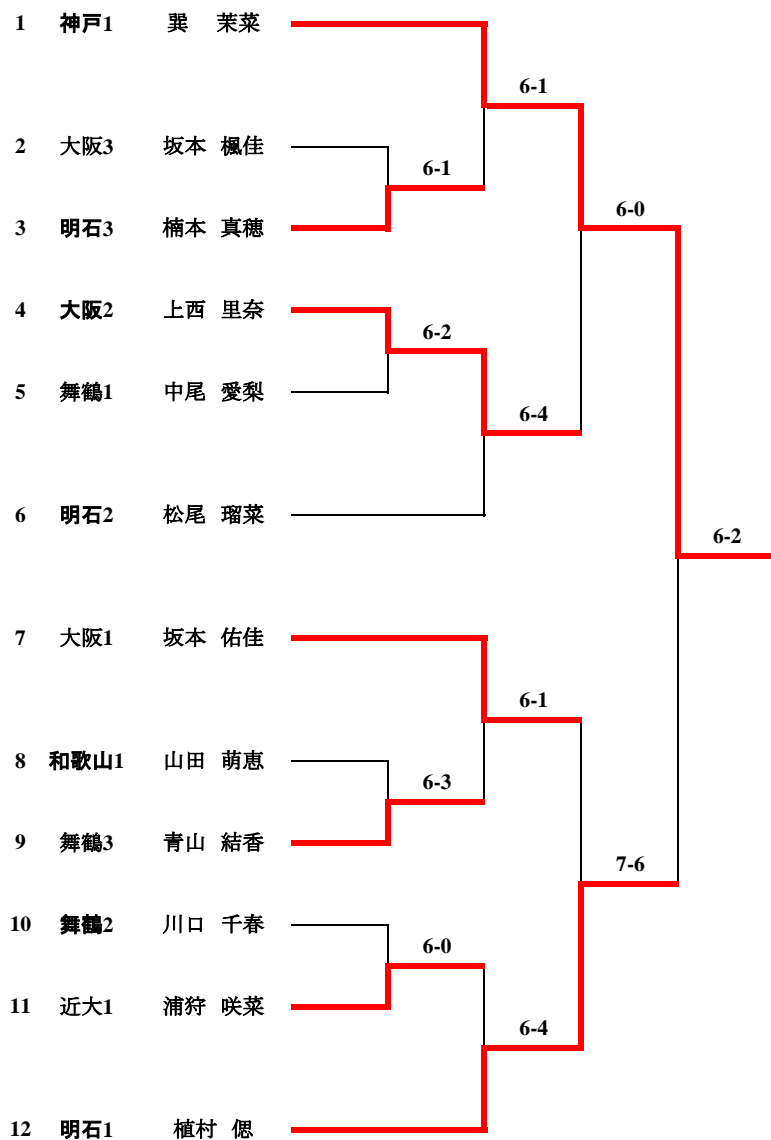 1 神戸1 巽 茉菜
6-1
2 大阪3 坂本 楓佳
6-1
3 明石3 楠本 真穂
6-0
4 大阪2 上西 里奈
6-2
5 舞鶴1 中尾 愛梨
6-4
6 明石2 松尾 瑠菜
6-2
7 大阪1 坂本 佑佳
6-1
8 和歌山1 山田 萌恵
6-3
9 舞鶴3 青山 結香
7-6
10 舞鶴2 川口 千春
6-0
11 近大1 浦狩 咲菜
6-4
12 明石1 植村 偲